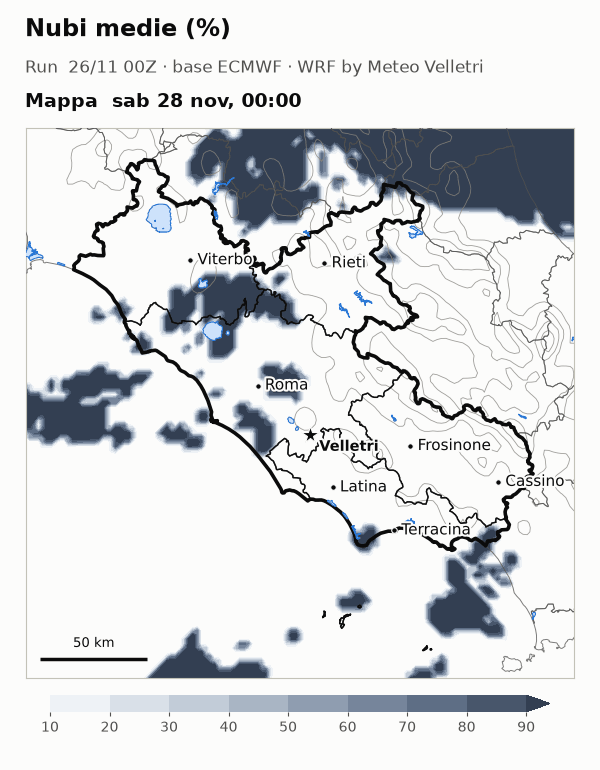 Nubi medie (%)
Run  26/11 00Z · base ECMWF · WRF by Meteo Velletri
Mappa  sab 28 nov, 00:00
Viterbo
Rieti
Roma
Velletri
Frosinone
Latina
Cassino
Terracina
50 km
10 20 30 40 50 60 70 80 90